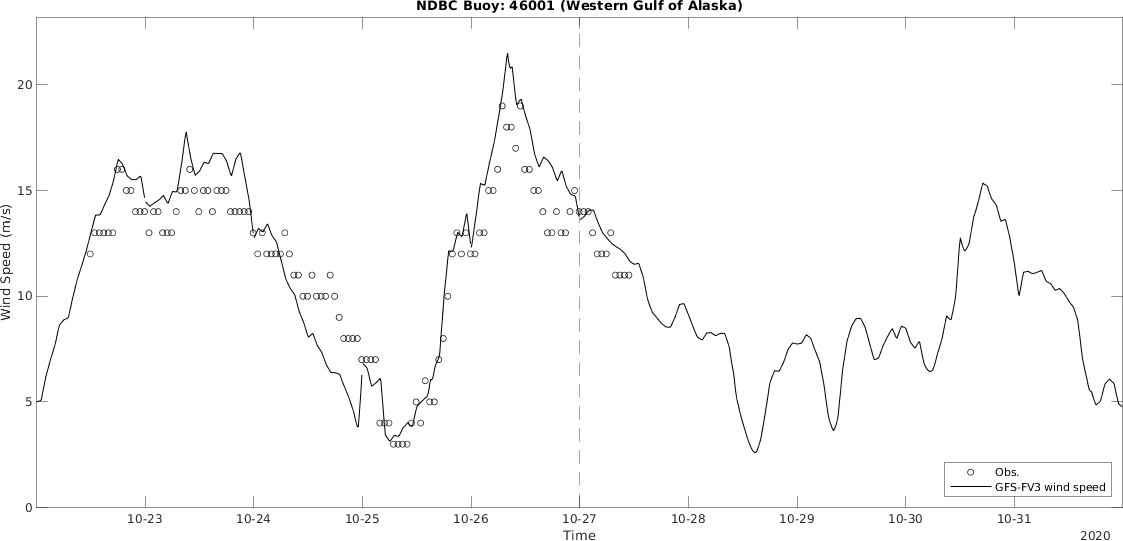 NDBC Buoy: 46001 (Western Gulf of Alaska)
20
15
10
5
0
Wind Speed (m/s)
10-23 10-24 10-25 10-26 10-27 10-28 10-29 10-30 10-31
Time
2020
Obs.
GFS-FV3 wind speed